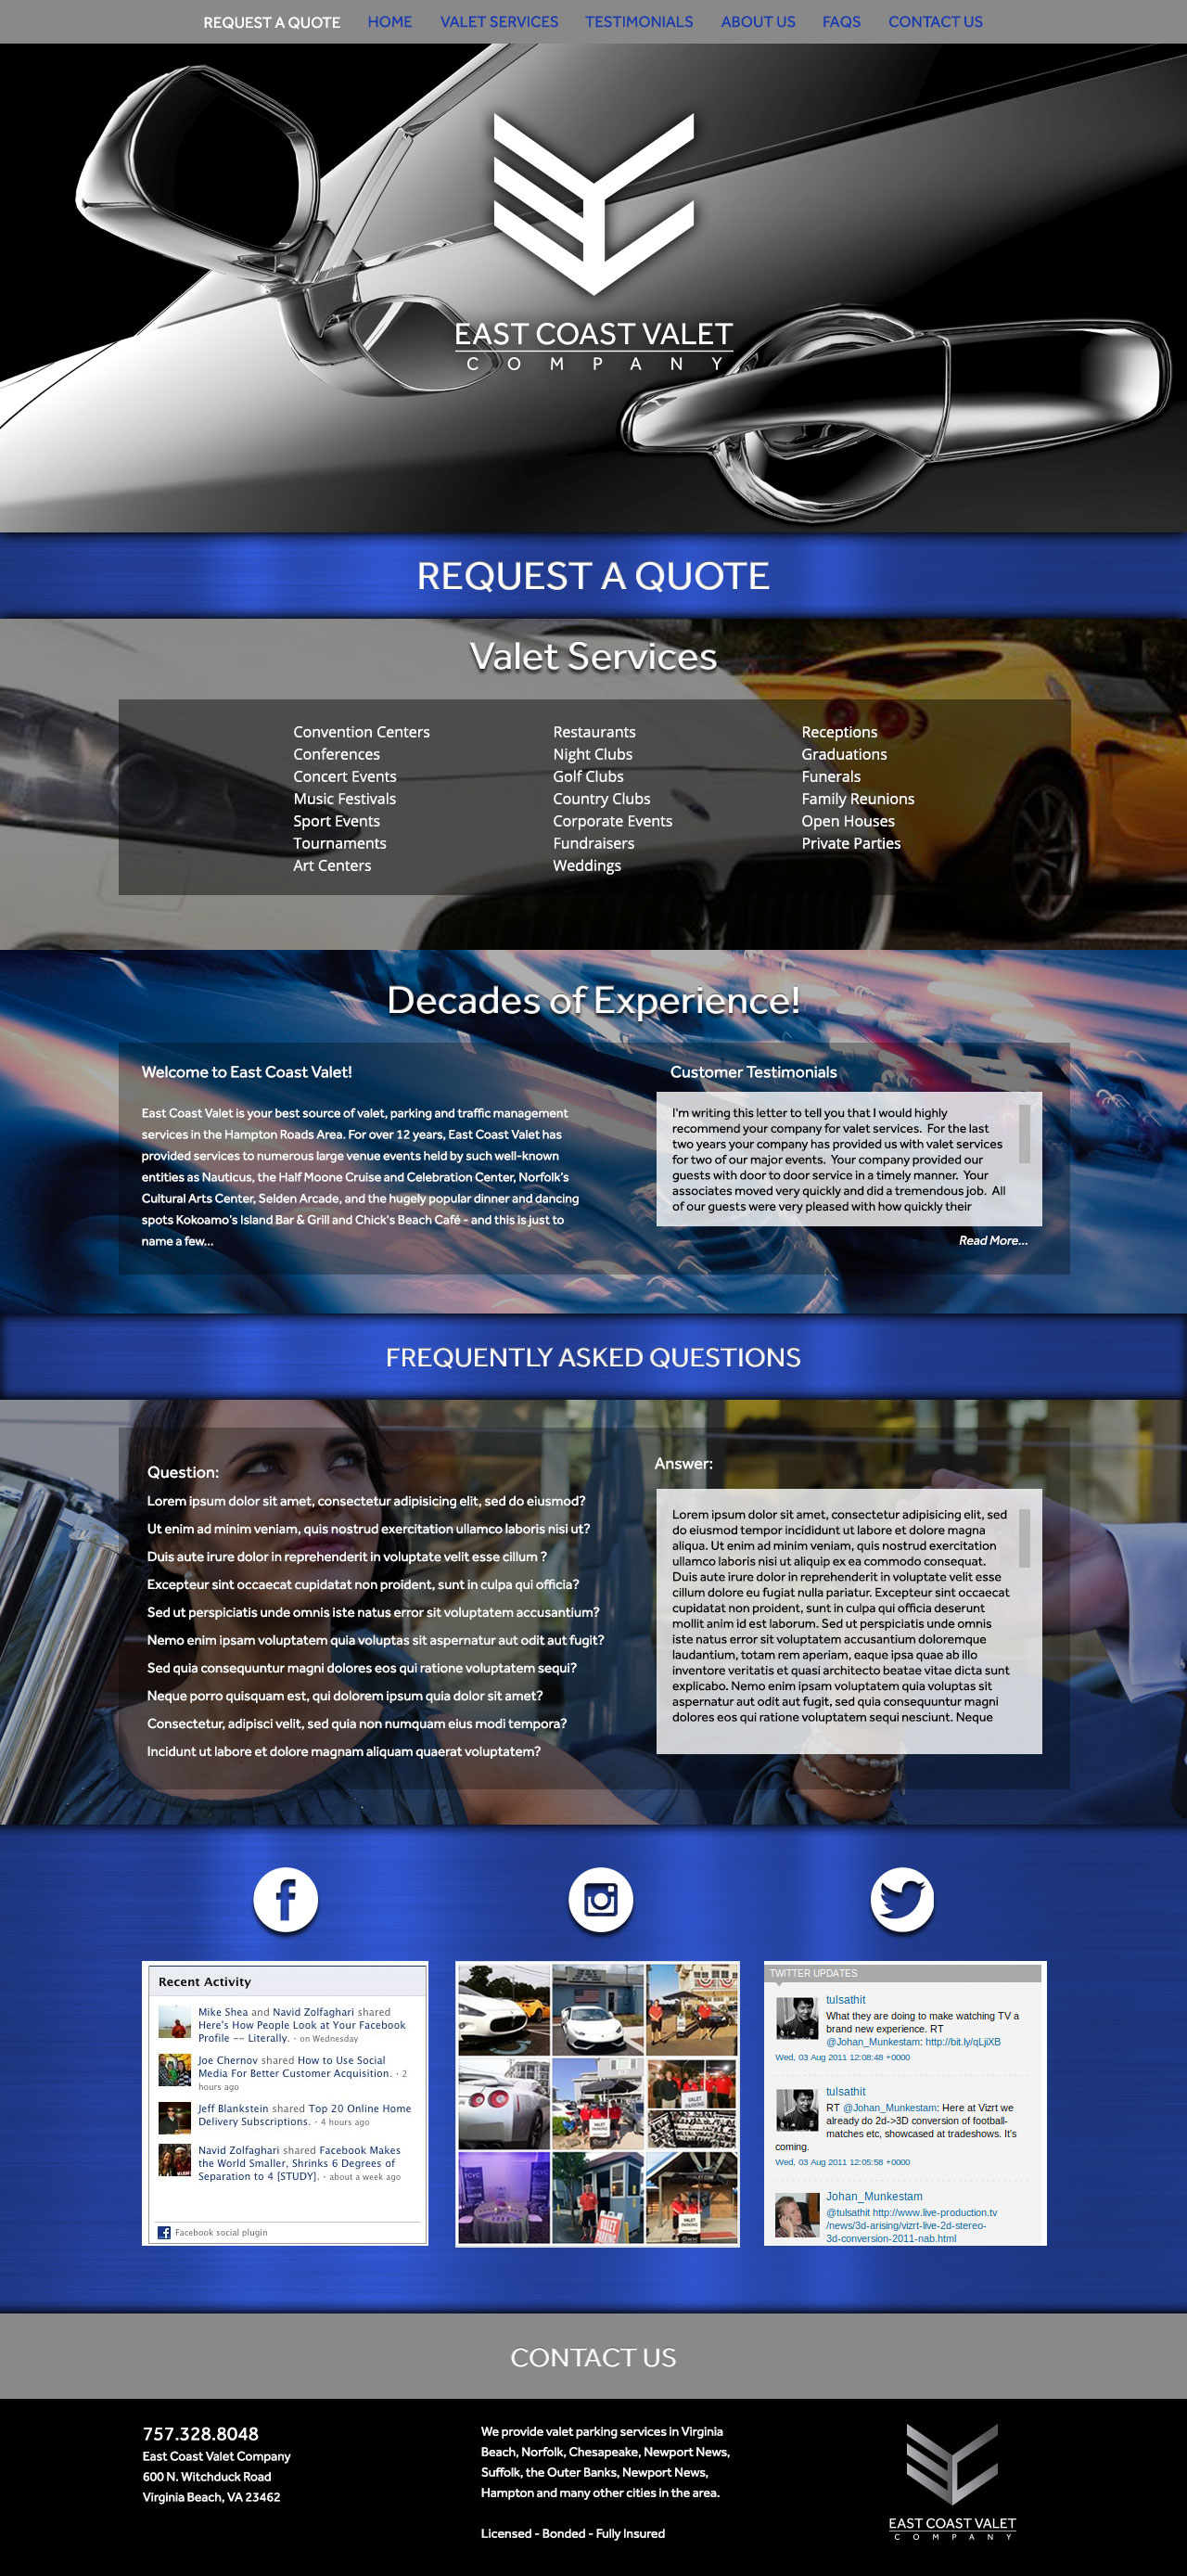 REQUEST A QUOTE HOME VALET SERVICES TESTIMONIALS ABOUT US FAQS CONTACT US
EAST COAST VALET
COMPANY
REQUEST A QUOTE
Valet Services
Convention Centers
Conferences
Concert Events
Music Festivals
Sport Events
Tournaments
Art Centers
Restaurants
Night Clubs
Golf Clubs
Country Clubs
Corporate Events
Fundraisers
Weddings
Receptions
Graduations
Funerals
Family Reunions
Open Houses
Private Parties
Decades of Experience!
Welcome to East Coast Valet!
East Coast Valet is your best source of valet, parking and traffic management
services in the Hampton Roads Area. For over 12 years, East Coast Valet has
provided services to numerous large venue events held by such well-known
entities as Nauticus, the Half Moone Cruise and Celebration Center, Norfolk's
Cultural Arts Center, Selden Arcade, and the hugely popular dinner and dancing
spots Kokoamo's Island Bar & Grill and Chick's Beach Café - and this is just to
name a few...
Customer Testimonials
I'm writing this letter to tell you that I would highly
recommend your company for valet services. For the last
two years your company has provided us with valet services
for two of our major events. Your company provided our
guests with door to door service in a timely manner. Your
associates moved very quickly and did a tremendous job. All
of our guests were very pleased with how quickly their
Read More...
FREQUENTLY ASKED QUESTIONS
Question:
Lorem ipsum dolor sit amet, consectetur adipisicing elit, sed do eiusmod?
Ut enim ad minim veniam, quis nostrud exercitation ullamco laboris nisi ut?
Duis aute irure dolor in reprehenderit in voluptate velit esse cillum ?
Excepteur sint occaecat cupidatat non proident, sunt in culpa qui officia?
Sed ut perspiciatis unde omnis iste natus error sit voluptatem accusantium?
Nemo enim ipsam voluptatem quia voluptas sit aspernatur aut odit aut fugit?
Sed quia consequuntur magni dolores eos qui ratione voluptatem sequi?
Neque porro quisquam est, qui dolorem ipsum quia dolor sit amet?
Consectetur, adipisci velit, sed quia non numquam eius modi tempora?
Incidunt ut labore et dolore magnam aliquam quaerat voluptatem?
Answer:
Lorem ipsum dolor sit amet, consectetur adipisicing elit, sed
do eiusmod tempor incididunt ut labore et dolore magna
aliqua. Ut enim ad minim veniam, quis nostrud exercitation
ullamco laboris nisi ut aliquip ex ea commodo consequat.
Duis aute irure dolor in reprehenderit in voluptate velit esse
cillum dolore eu fugiat nulla pariatur. Excepteur sint occaecat
cupidatat non proident, sunt in culpa qui officia deserunt
mollit anim id est laborum. Sed ut perspiciatis unde omnis
iste natus error sit voluptatem accusantium doloremque
laudantium, totam rem aperiam, eaque ipsa quae ab illo
inventore veritatis et quasi architecto beatae vitae dicta sunt
explicabo. Nemo enim ipsam voluptatem quia voluptas sit
aspernatur aut odit aut fugit, sed quia consequuntur magni
dolores eos qui ratione voluptatem sequi nesciunt. Neque
Recent Activity
Mike Shea and Navid Zolfaghari shared
Here's How People Look at Your Facebook
Profile -- Literally. · on Wednesday
Joe Chernov shared How to Use Social
Media For Better Customer Acquisition. · 2
hours ago
Jeff Blankstein shared Top 20 Online Home
Delivery Subscriptions. · 4 hours ago
Navid Zolfaghari shared Facebook Makes
the World Smaller, Shrinks 6 Degrees of
Separation to 4 [STUDY]. · about a week ago
Facebook social plugin
VALET
TWITTER UPDATES
tulsathit
What they are doing to make watching TV a
brand new experience. RT
@Johan_Munkestam: http://bit.ly/qLjiXB
Wed, 03 Aug 2011 12:08:48 +0000
tulsathit
RT @Johan_Munkestam: Here at Vizrt we
already do 2d->3D conversion of football-
matches etc, showcased at tradeshows. It's
coming.
Wed, 03 Aug 2011 12:05:58 +0000
Johan_Munkestam
@tulsathit http://www.live-production.tv
/news/3d-arising/vizrt-live-2d-stereo-
3d-conversion-2011-nab.html
CONTACT US
757.328.8048
East Coast Valet Company
600 N. Witchduck Road
Virginia Beach, VA 23462
We provide valet parking services in Virginia
Beach, Norfolk, Chesapeake, Newport News,
Suffolk, the Outer Banks, Newport News,
Hampton and many other cities in the area.
Licensed - Bonded - Fully Insured
EAST COAST VALET
COMPANY